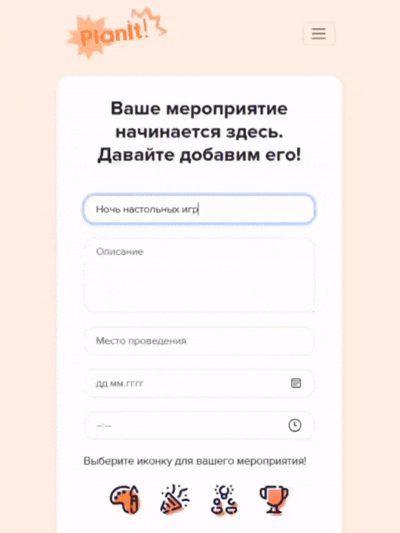 PlanIt!
Ваше мероприятие
начинается здесь.
Давайте добавим его!
Ночь настольных игр
Описание
Место проведения
дд.мм.гггг
--:--
Выберите иконку для вашего мероприятия!